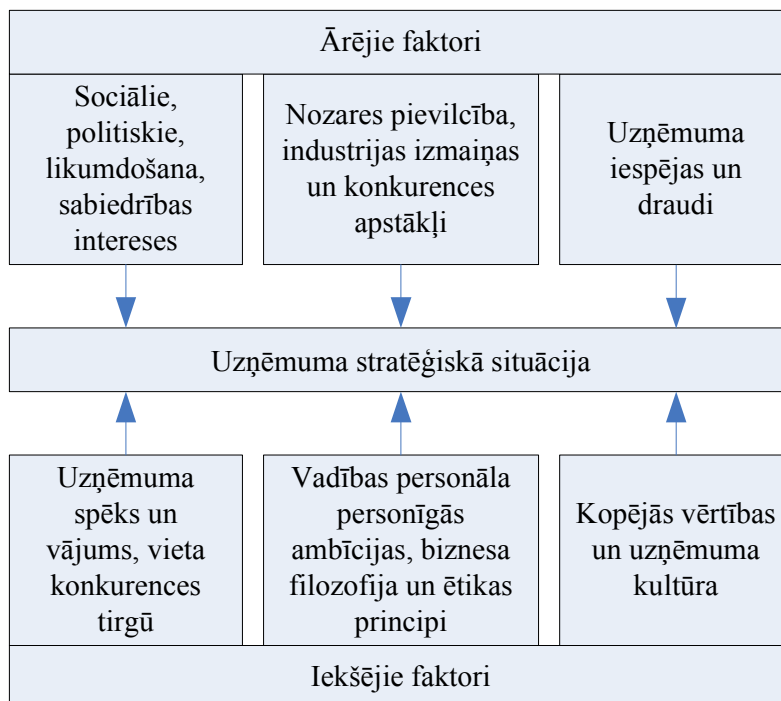 Ārējie faktori
Sociālie,
politiskie,
likumdošana,
sabiedrības
intereses
Nozares pievilcība,
industrijas izmaiņas
un konkurences
apstākļi
Uzņēmuma
iespējas un
draudi
Uzņēmuma stratēģiskā situācija
Uzņēmuma
spēks un
vājums, vieta
konkurences
tirgū
Vadības personāla
personīgās
ambīcijas, biznesa
filozofija un ētikas
principi
Kopējās vērtības
un uzņēmuma
kultūra
Iekšējie faktori